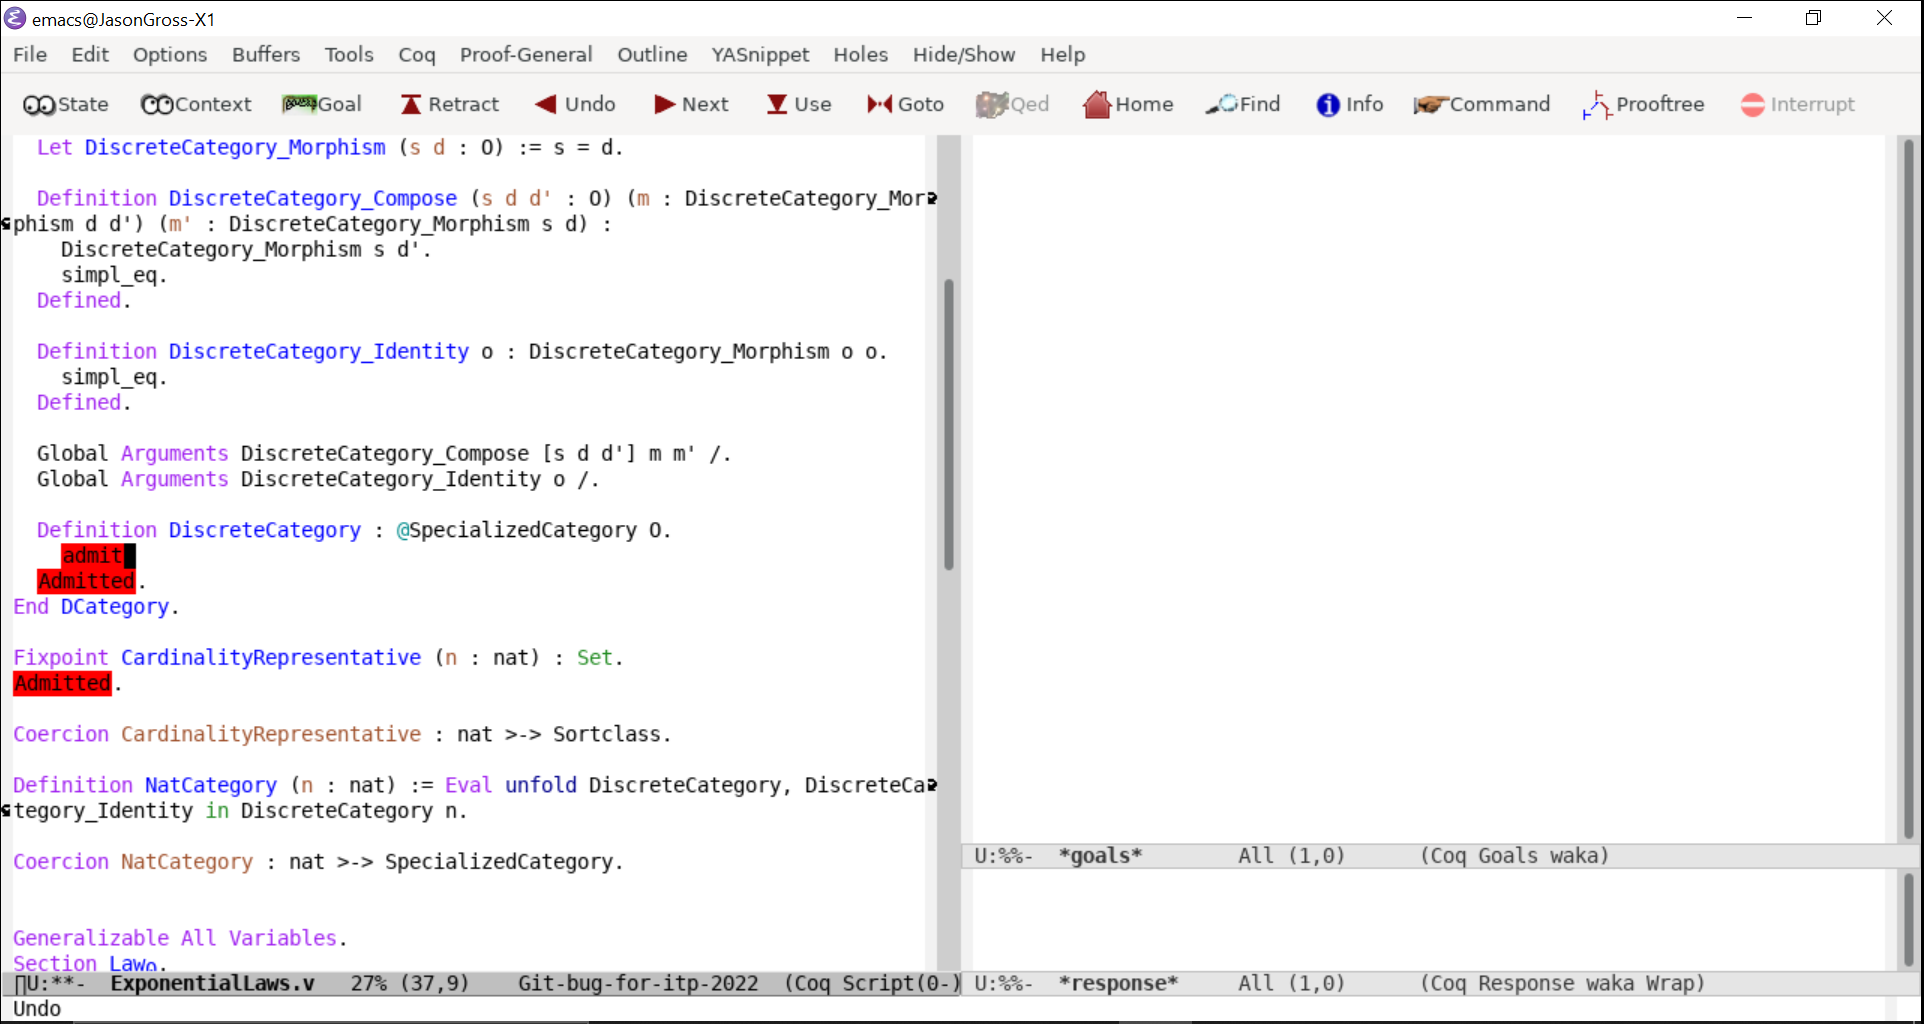 emacs@JasonGross-X1
File Edit Options Buffers Tools Coq Proof-General Outline YASnippet Holes Hide/Show Help
State Context Goal Retract Undo Next Use Goto Qed Home Find Info Command Prooftree Interrupt
Let DiscreteCategory_Morphism (s d : O) := s = d.
Definition DiscreteCategory_Compose (s d d' : O) (m : DiscreteCategory_Mor
phism d d') (m' : DiscreteCategory_Morphism s d) :
DiscreteCategory_Morphism s d'.
simpl_eq.
Defined.
Definition DiscreteCategory_Identity o : DiscreteCategory_Morphism o o.
simpl_eq.
Defined.
Global Arguments DiscreteCategory_Compose [s d d'] m m' /.
Global Arguments DiscreteCategory_Identity o /.
Definition DiscreteCategory : @SpecializedCategory O.
admit
Admitted.
End DCategory.
Fixpoint CardinalityRepresentative (n : nat) : Set.
Admitted.
Coercion CardinalityRepresentative : nat >-> Sortclass.
Definition NatCategory (n : nat) := Eval unfold DiscreteCategory, DiscreteCa
tegory_Identity in DiscreteCategory n.
Coercion NatCategory : nat >-> SpecializedCategory.
Generalizable All Variables.
Section Law0.
U:**- ExponentialLaws.v 27% (37,9) Git-bug-for-itp-2022 (Coq Script(0-)
Undo
U:%%- *goals* All (1,0) (Coq Goals waka)
U:%%- *response* All (1,0) (Coq Response waka Wrap)